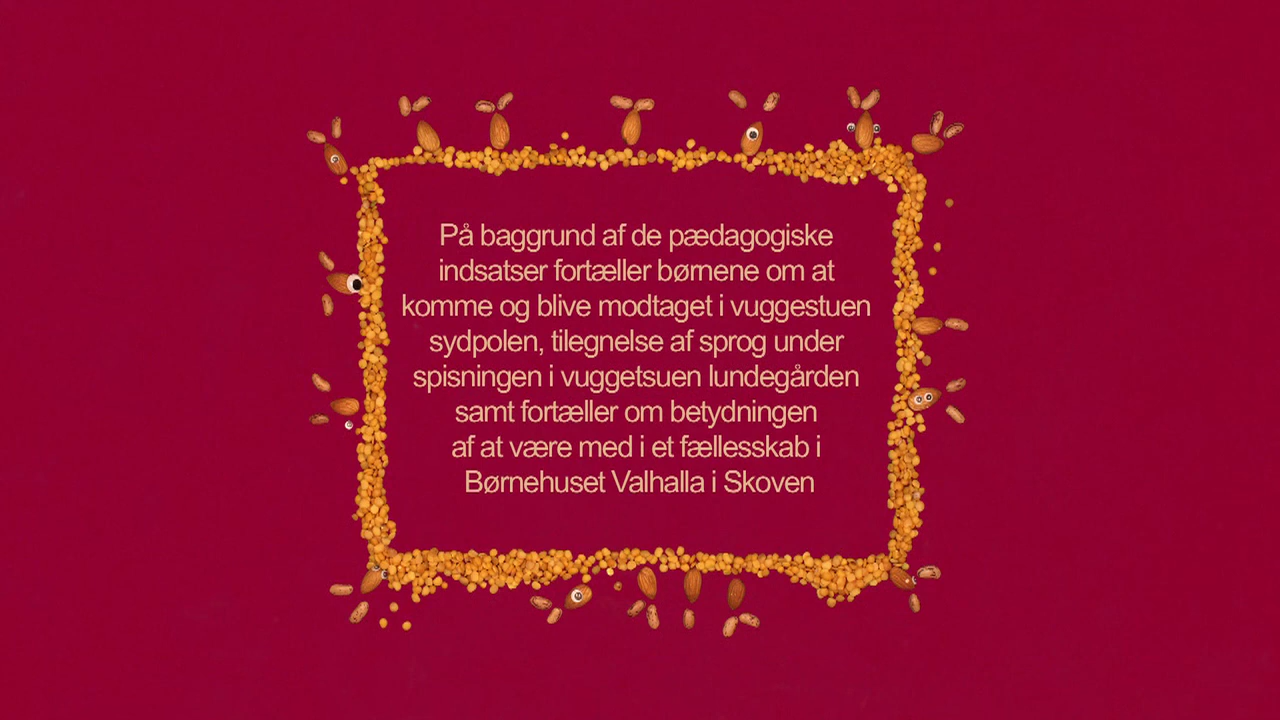 På baggrund af de pædagogiske
indsatser fortæller børnene om at
komme og blive modtaget i vuggestuen
sydpolen, tilegnelse af sprog under
spisningen i vuggetsuen lundegården
samt fortæller om betydningen
af at være med i et fællesskab i
Børnehuset Valhalla i Skoven